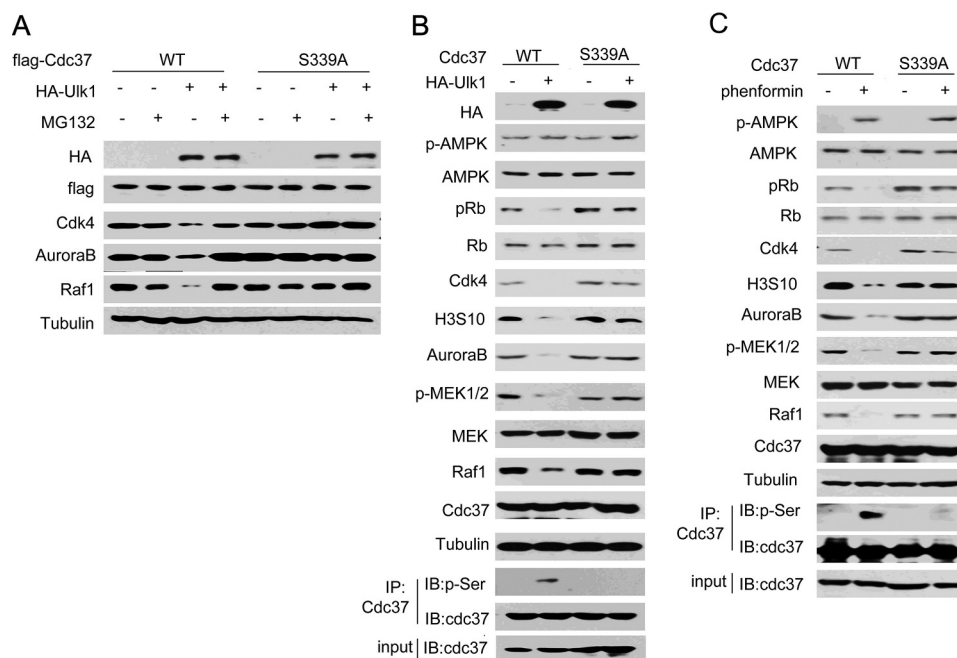 A
flag-Cdc37 WT S339A
HA-Ulk1 - - + + - - + +
MG132 - + - + - + - +
HA
flag
Cdk4
AuroraB
Raf1
Tubulin
B
Cdc37 WT S339A
HA-Ulk1 - + - +
HA
p-AMPK
AMPK
pRb
Rb
Cdk4
H3S10
AuroraB
p-MEK1/2
MEK
Raf1
Cdc37
Tubulin
IP: Cdc37
IB:p-Ser
IB:cdc37
input IB:cdc37
C
Cdc37 WT S339A
phenformin - + - +
p-AMPK
AMPK
pRb
Rb
Cdk4
H3S10
AuroraB
p-MEK1/2
MEK
Raf1
Cdc37
Tubulin
IP: Cdc37
IB:p-Ser
IB:cdc37
input IB:cdc37